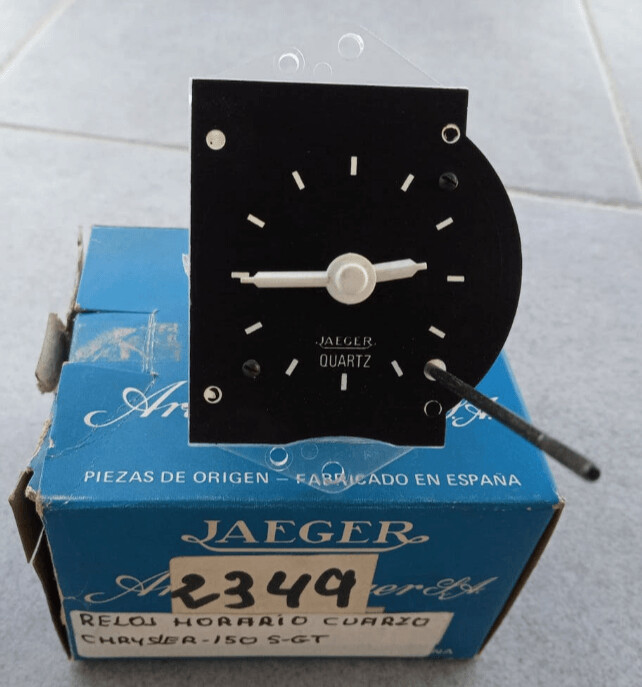 JAEGER
QUARTZ
PIEZAS DE ORIGEN – FABRICADO EN ESPAÑA
JAEGER
2349
RELOJ HORARIO CUARZO
CHRYSLER-150 S-GT